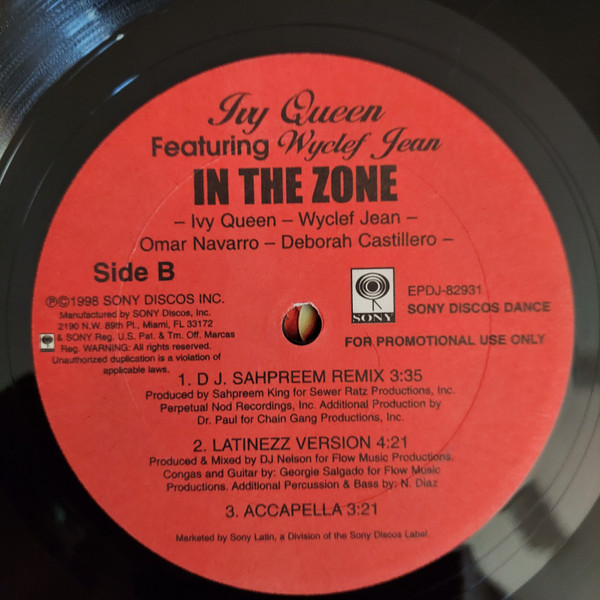 Ivy Queen
Featuring Wyclef Jean
IN THE ZONE
– Ivy Queen – Wyclef Jean –
Omar Navarro – Deborah Castillero –
Side B
℗©1998 SONY DISCOS INC.
Manufactured by SONY Discos, Inc.
2190 N.W. 89th Pl., Miami, FL 33172
SONY & SONY Reg. U.S. Pat. & Tm. Off. Marcas
Reg. WARNING: All rights reserved.
Unauthorized duplication is a violation of
applicable laws.
SONY
EPDJ-82931
SONY DISCOS DANCE
FOR PROMOTIONAL USE ONLY
1. D J. SAHPREEM REMIX 3:35
Produced by Sahpreem King for Sewer Ratz Productions, Inc.
Perpetual Nod Recordings, Inc. Additional Production by
Dr. Paul for Chain Gang Productions, Inc.
2. LATINEZZ VERSION 4:21
Produced & Mixed by DJ Nelson for Flow Music Productions.
Congas and Guitar by: Georgie Salgado for Flow Music
Productions. Additional Percussion & Bass by: N. Diaz
3. ACCAPELLA 3:21
Marketed by Sony Latin, a Division of the Sony Discos Label.